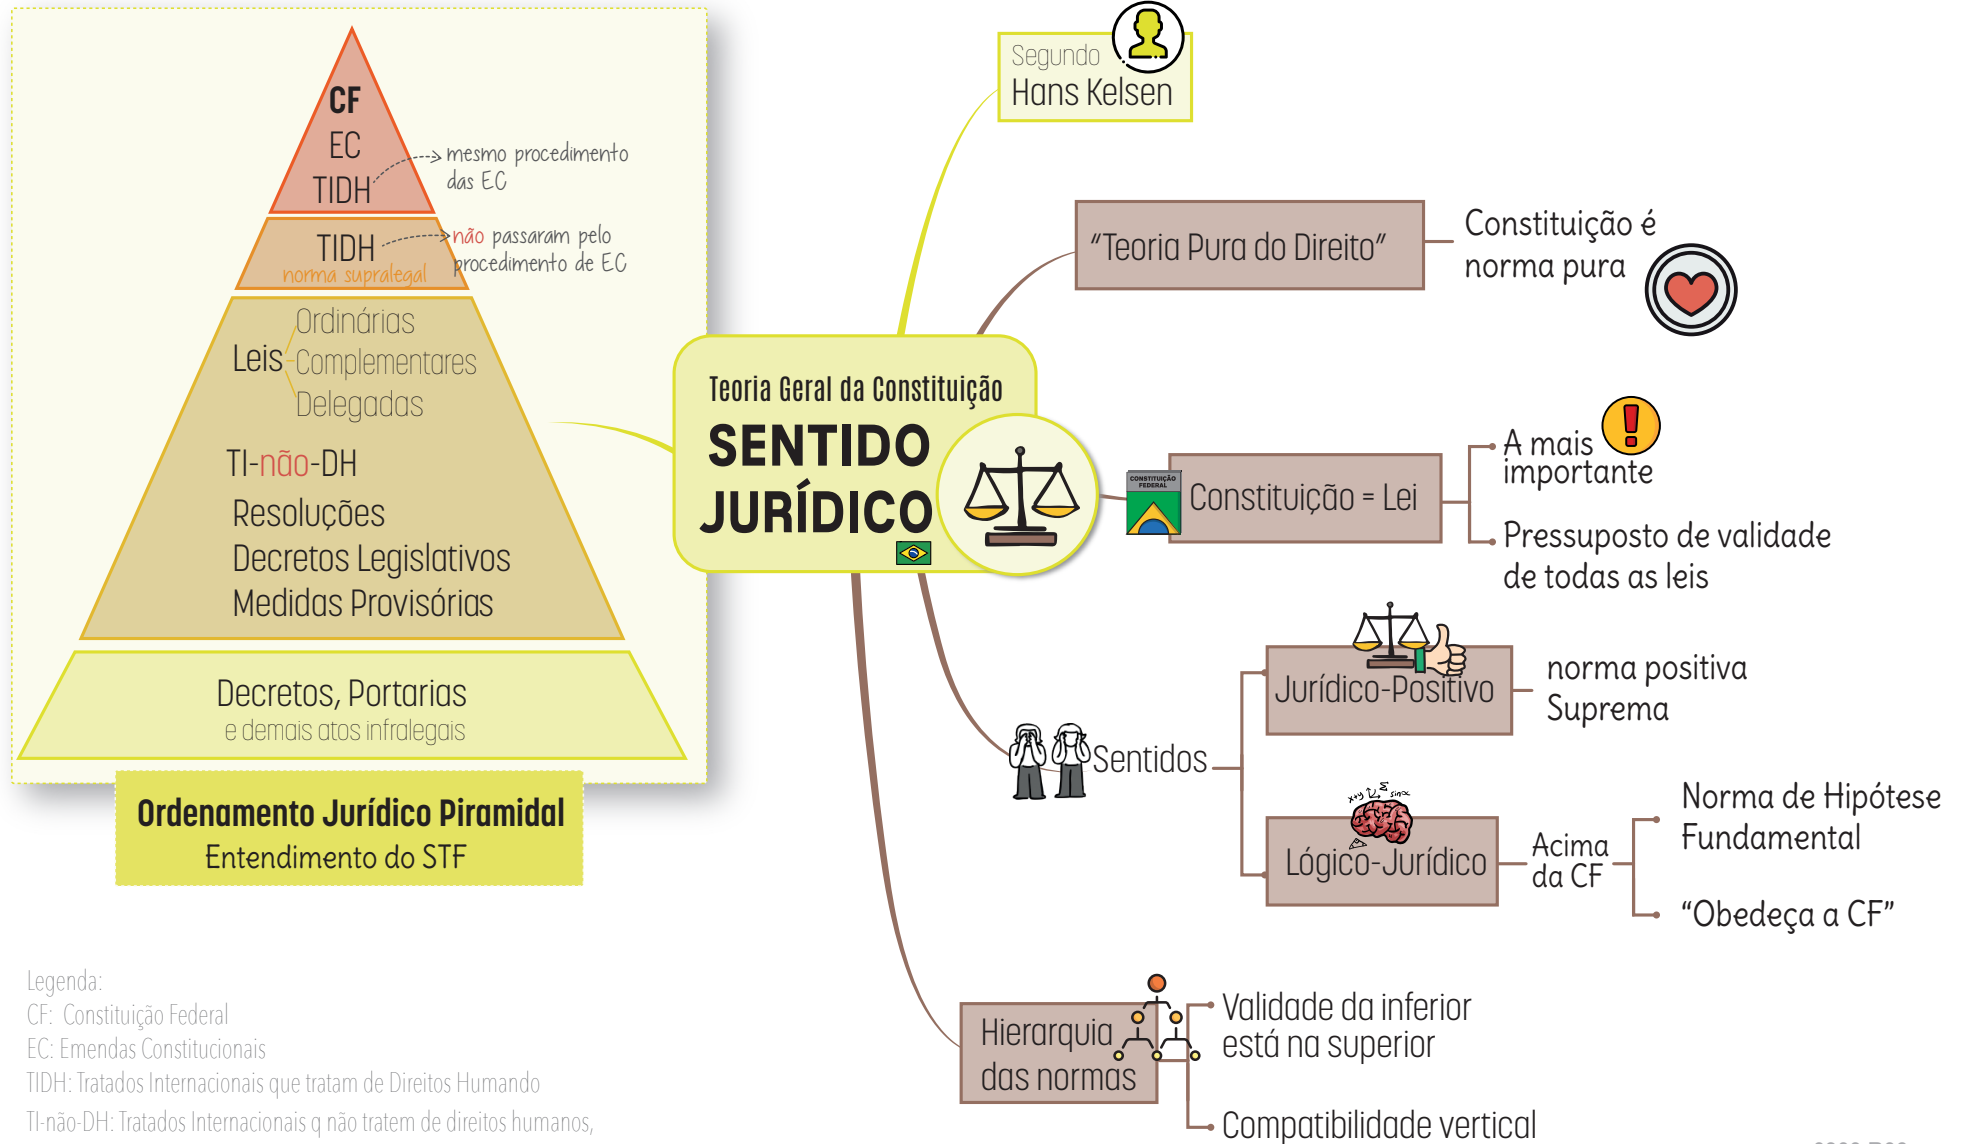 CF
EC
TIDH
mesmo procedimento
das EC
TIDH
norma supralegal
não passaram pelo
procedimento de EC
Leis
Ordinárias
Complementares
Delegadas
TI-não-DH
Resoluções
Decretos Legislativos
Medidas Provisórias
Decretos, Portarias
e demais atos infralegais
Ordenamento Jurídico Piramidal
Entendimento do STF
Legenda:
CF: Constituição Federal
EC: Emendas Constitucionais
TIDH: Tratados Internacionais que tratam de Direitos Humando
TI-não-DH: Tratados Internacionais q não tratem de direitos humanos,
Teoria Geral da Constituição
SENTIDO
JURÍDICO
Segundo
Hans Kelsen
“Teoria Pura do Direito”
Constituição é
norma pura
CONSTITUIÇÃO
FEDERAL
Constituição = Lei
A mais
importante
Pressuposto de validade
de todas as leis
Sentidos
Jurídico-Positivo
norma positiva
Suprema
x+y
Σ
sinα
Lógico-Jurídico
Acima
da CF
Norma de Hipótese
Fundamental
“Obedeça a CF”
Hierarquia
das normas
Validade da inferior
está na superior
Compatibilidade vertical